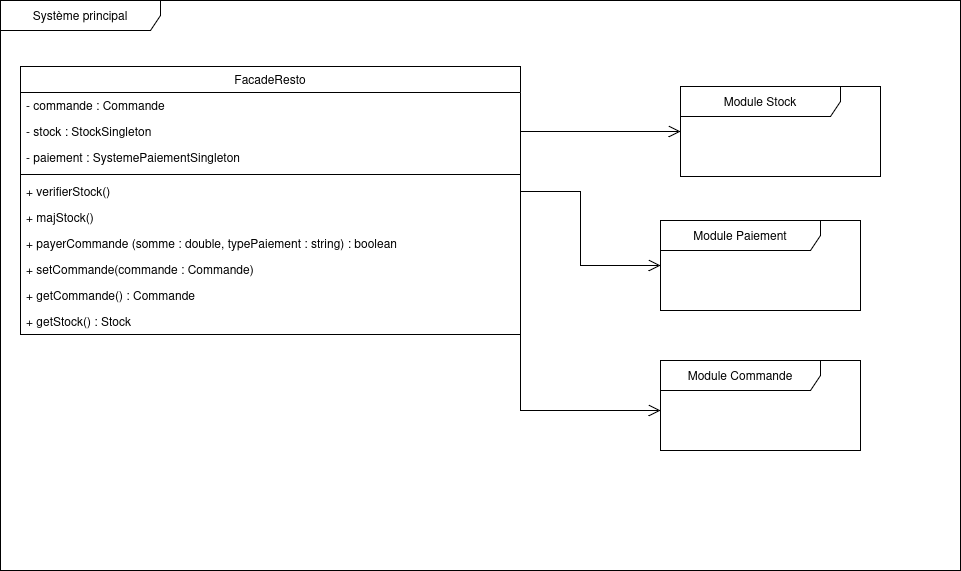 Système principal
FacadeResto
- commande : Commande
- stock : StockSingleton
- paiement : SystemePaiementSingleton
+ verifierStock()
+ majStock()
+ payerCommande (somme : double, typePaiement : string) : boolean
+ setCommande(commande : Commande)
+ getCommande() : Commande
+ getStock() : Stock
Module Stock
Module Paiement
Module Commande